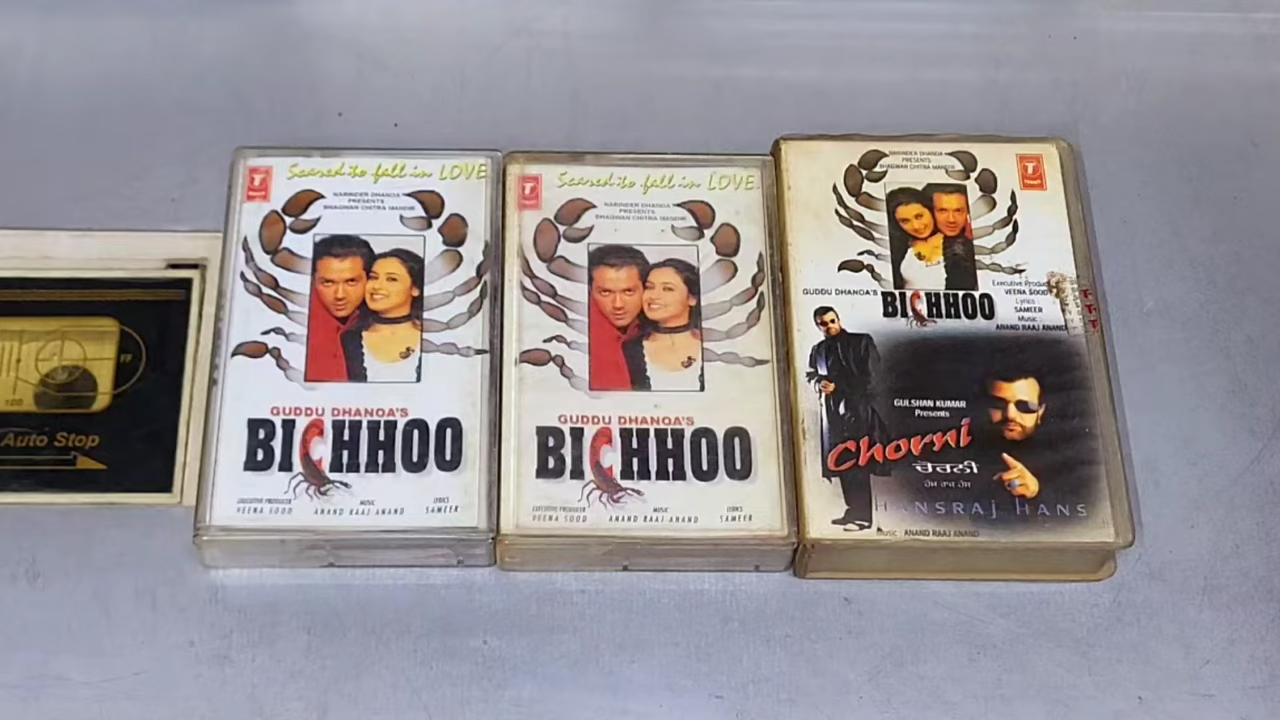 FF
100
Auto Stop
T
Scared to fall in LOVE
NARINDER DHANOA
PRESENTS
BHAGWAN CHITRA MANDIR
GUDDU DHANOA'S
BICHHOO
EXECUTIVE PRODUCER
VEENA SOOD
MUSIC
ANAND RAAJ ANAND
LYRICS
SAMEER
T
Scared to fall in LOVE
NARINDER DHANOA
PRESENTS
BHAGWAN CHITRA MANDIR
GUDDU DHANOA'S
BICHHOO
EXECUTIVE PRODUCER
VEENA SOOD
MUSIC
ANAND RAAJ ANAND
LYRICS
SAMEER
NARINDER DHANOA
PRESENTS
BHAGWAN CHITRA MANDIR
T
GUDDU DHANOA'S
BICHHOO
Executive Produc
VEENA SOOD
Lyrics :
SAMEER
Music :
ANAND RAAJ ANAND
T T T
GULSHAN KUMAR
Presents
Chorni
ਚੋਰਨੀ
ਹੰਸ ਰਾਜ ਹੰਸ
HANSRAJ HANS
Music : ANAND RAAJ ANAND